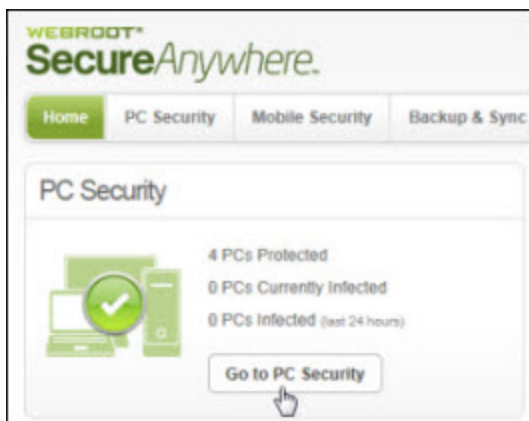 WEBROOT®
SecureAnywhere™
Home PC Security Mobile Security Backup & Sync
PC Security
4 PCs Protected
0 PCs Currently Infected
0 PCs Infected (last 24 hours)
Go to PC Security